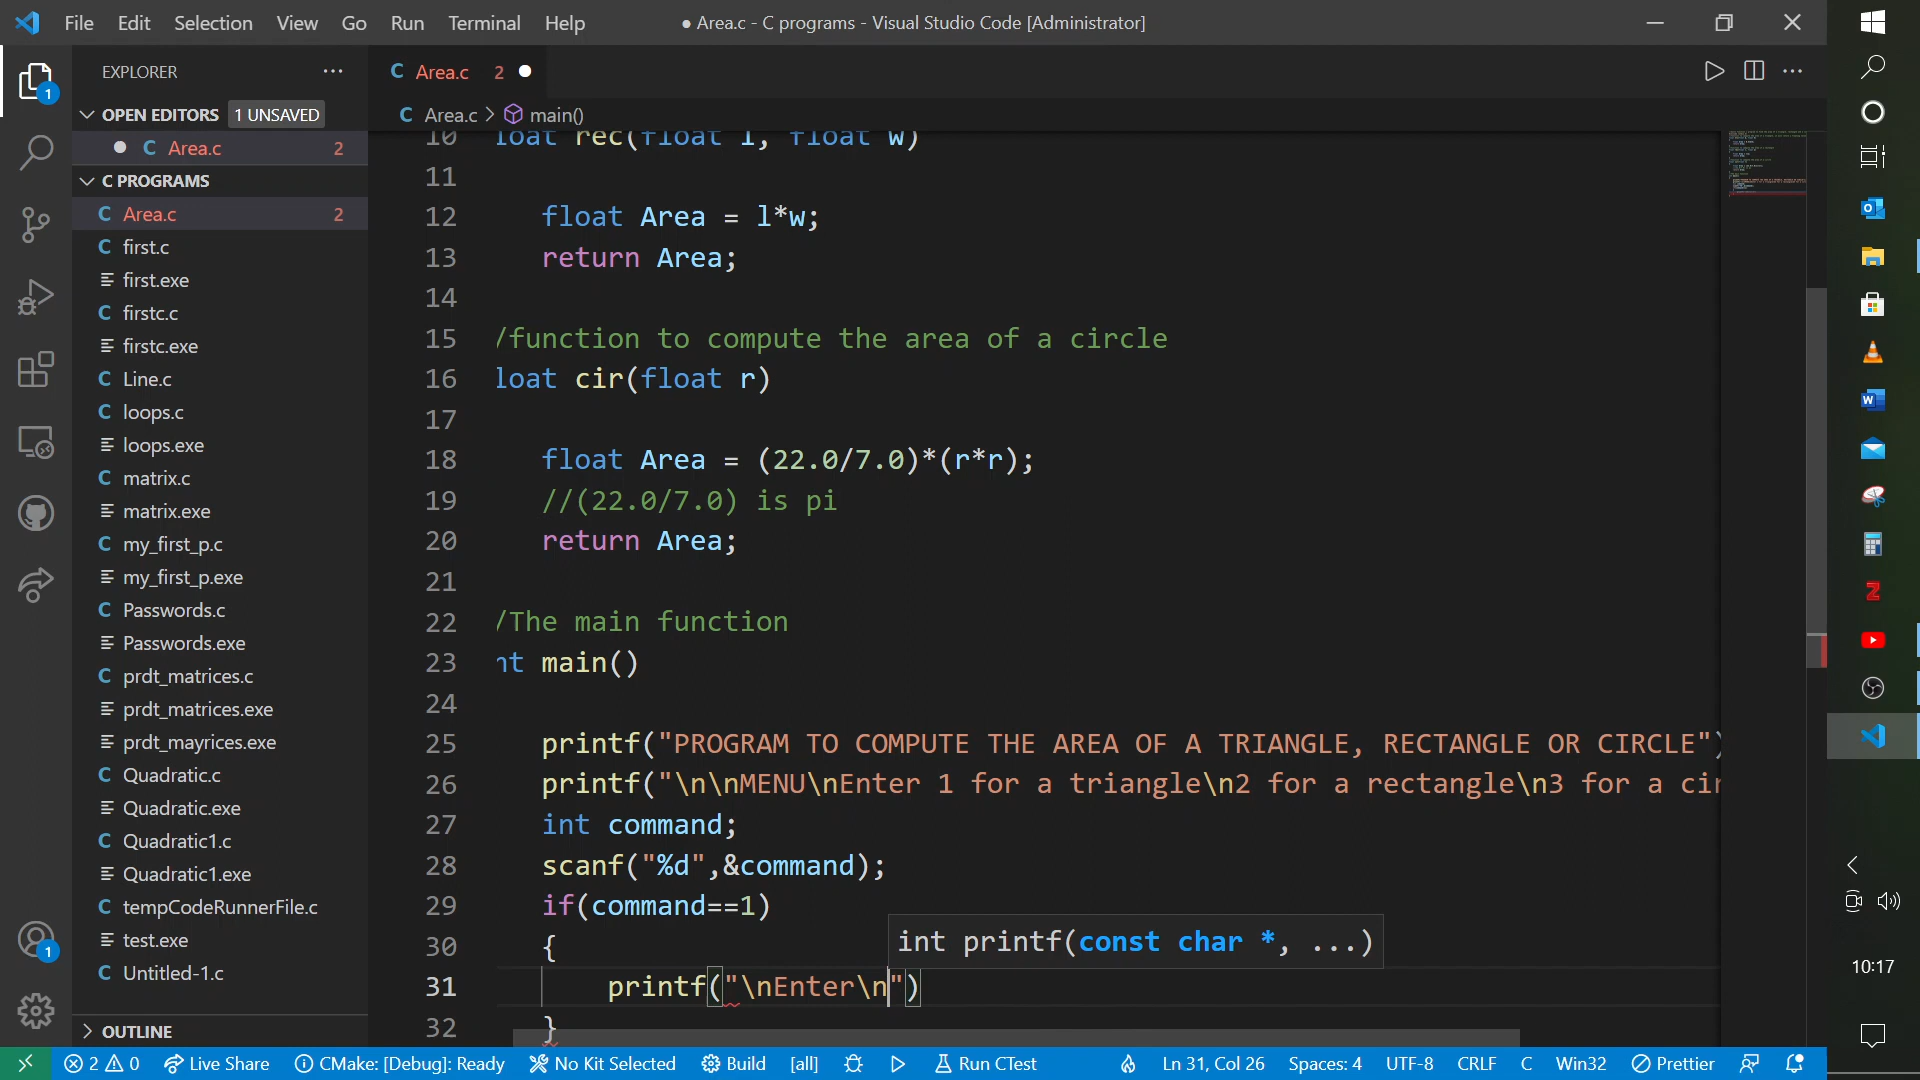 File Edit Selection View Go Run Terminal Help ● Area.c - C programs - Visual Studio Code [Administrator]
EXPLORER ···
C Area.c 2 ●
OPEN EDITORS 1 UNSAVED
C Area.c > main()
● C Area.c 2
C PROGRAMS
C Area.c 2
C first.c
first.exe
C firstc.c
firstc.exe
C Line.c
C loops.c
loops.exe
C matrix.c
matrix.exe
C my_first_p.c
my_first_p.exe
C Passwords.c
Passwords.exe
C prdt_matrices.c
prdt_matrices.exe
prdt_mayrices.exe
C Quadratic.c
Quadratic.exe
C Quadratic1.c
Quadratic1.exe
C tempCodeRunnerFile.c
test.exe
C Untitled-1.c
OUTLINE
1
1
10 loat rec(float l, float w)
11
12 float Area = l*w;
13 return Area;
14
15 /function to compute the area of a circle
16 loat cir(float r)
17
18 float Area = (22.0/7.0)*(r*r);
19 //(22.0/7.0) is pi
20 return Area;
21
22 /The main function
23 nt main()
24
25 printf("PROGRAM TO COMPUTE THE AREA OF A TRIANGLE, RECTANGLE OR CIRCLE")
26 printf("\n\nMENU\nEnter 1 for a triangle\n2 for a rectangle\n3 for a cir
27 int command;
28 scanf("%d",&command);
29 if(command==1)
30 {
int printf(const char *, ...)
31 printf("\nEnter\n")
32 }
10:17
2 0 Live Share CMake: [Debug]: Ready No Kit Selected Build [all] Run CTest Ln 31, Col 26 Spaces: 4 UTF-8 CRLF C Win32 Prettier